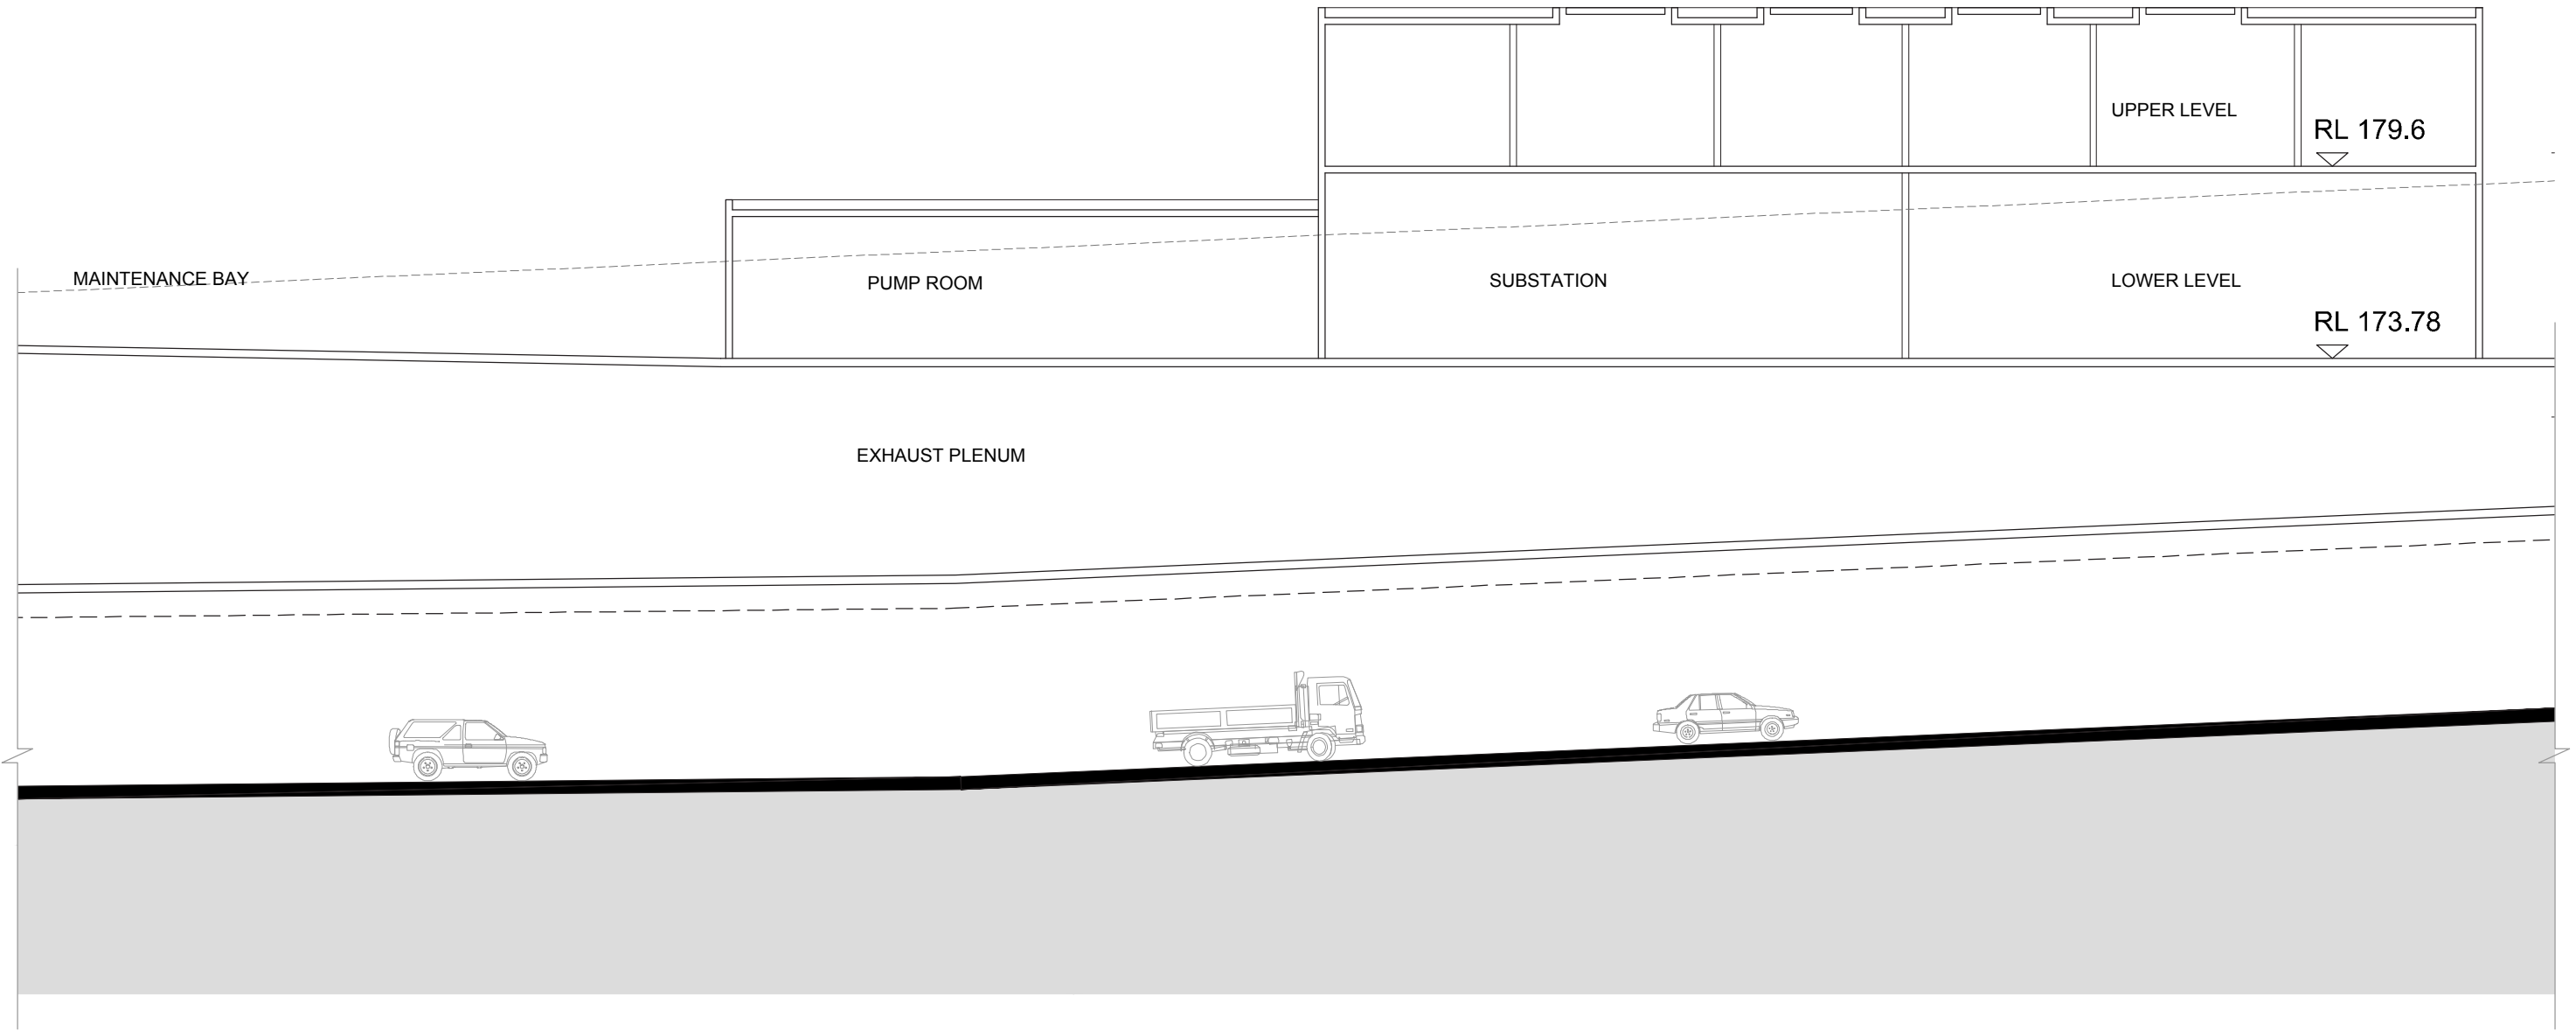 UPPER LEVEL
RL 179.6
MAINTENANCE BAY
PUMP ROOM
SUBSTATION
LOWER LEVEL
RL 173.78
EXHAUST PLENUM